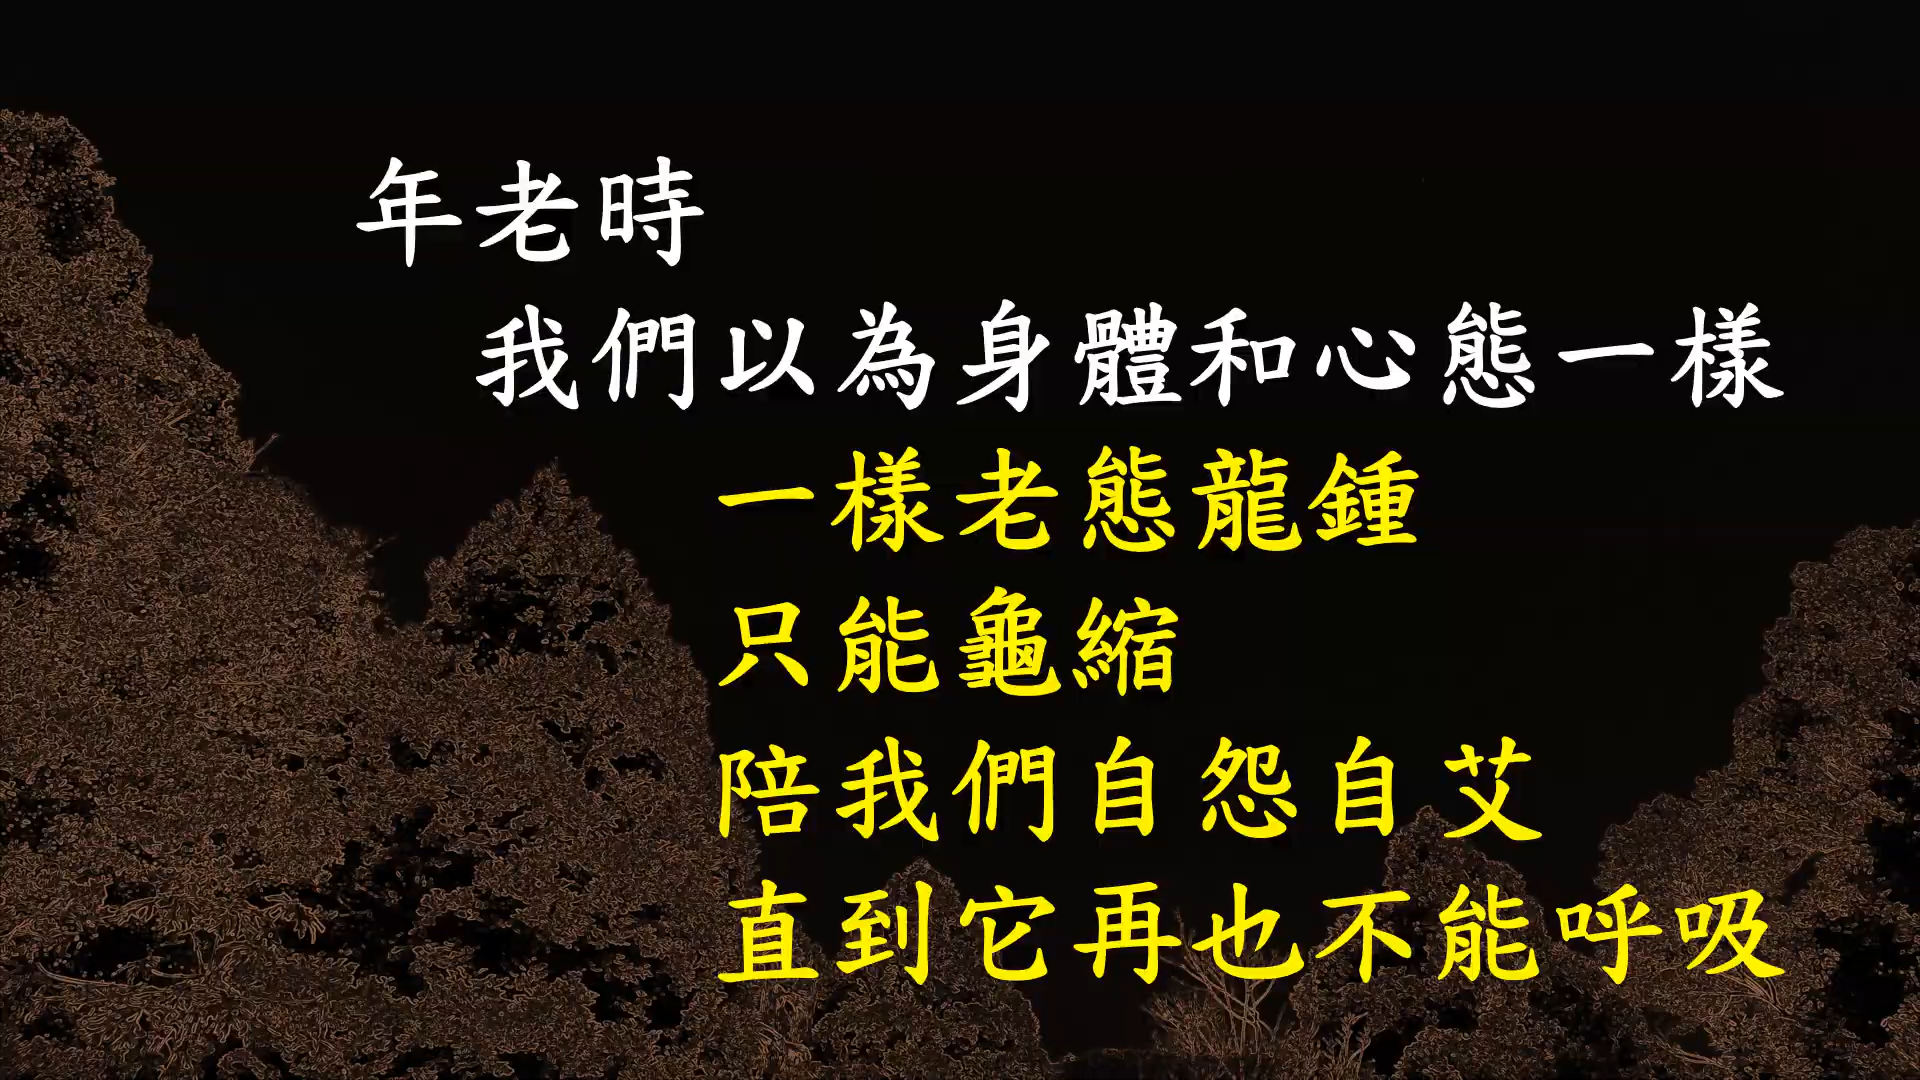 年老時
我們以為身體和心態一樣
一樣老態龍鍾
只能龜縮
陪我們自怨自艾
直到它再也不能呼吸